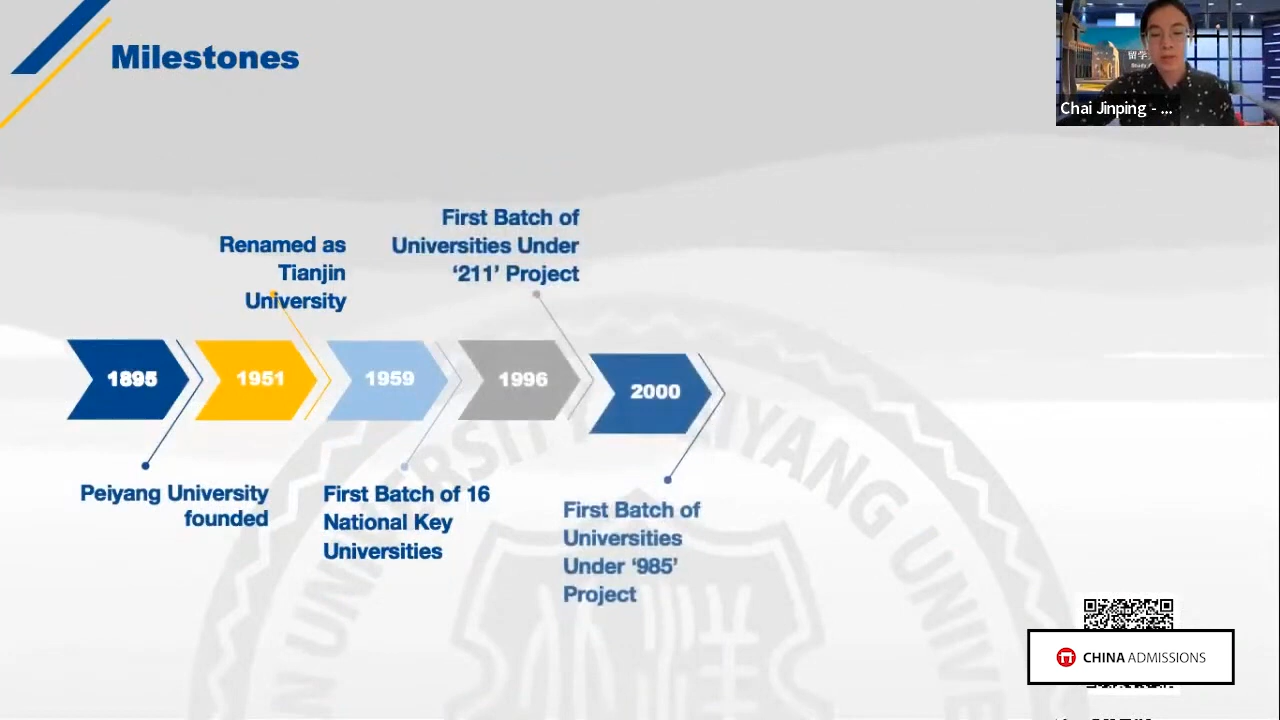 Milestones
留学
Chai Jinping - ...
First Batch of
Universities Under
‘211’ Project
Renamed as
Tianjin
University
1895
1951
1959
1996
2000
Peiyang University
founded
First Batch of 16
National Key
Universities
First Batch of
Universities
Under ‘985’
Project
CHINA ADMISSIONS